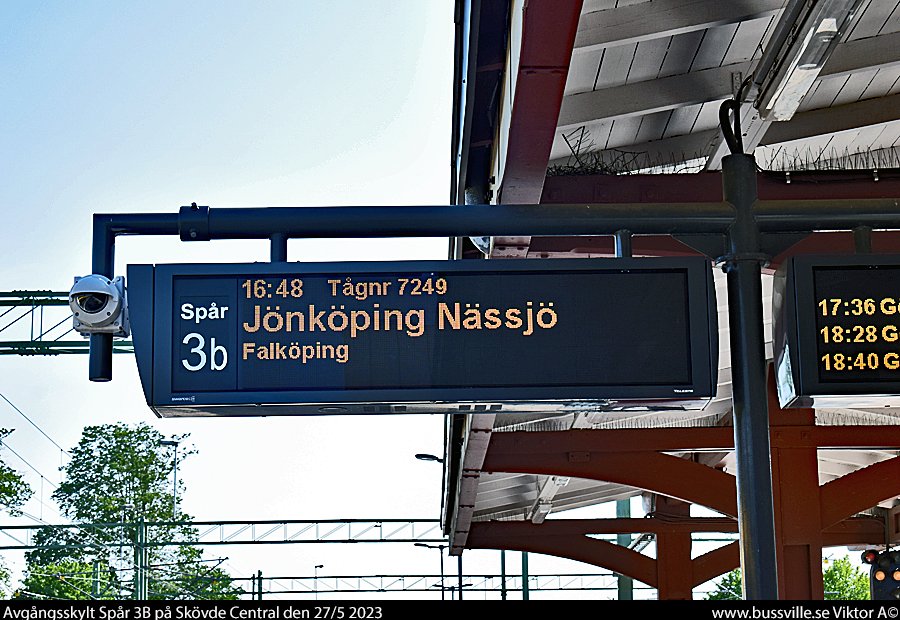 16:48 Tågnr 7249
Spår
3b
Jönköping Nässjö
Falköping
17:36 G
18:28 G
18:40 G
Avgångsskylt Spår 3B på Skövde Central den 27/5 2023
www.bussville.se Viktor A©